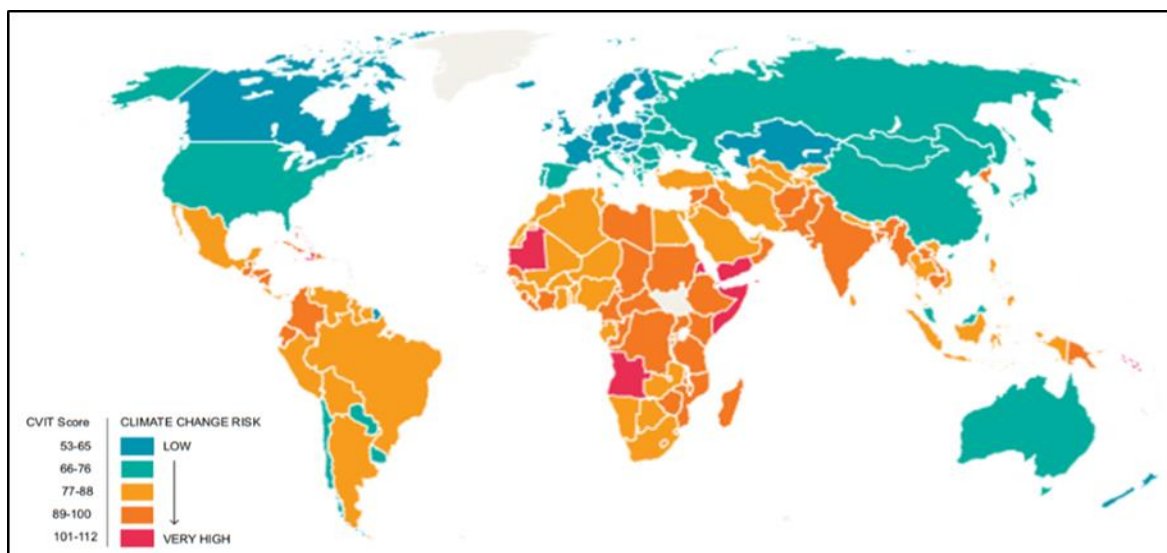 CVIT Score CLIMATE CHANGE RISK
53-65 LOW
66-76
77-88
89-100
101-112 VERY HIGH